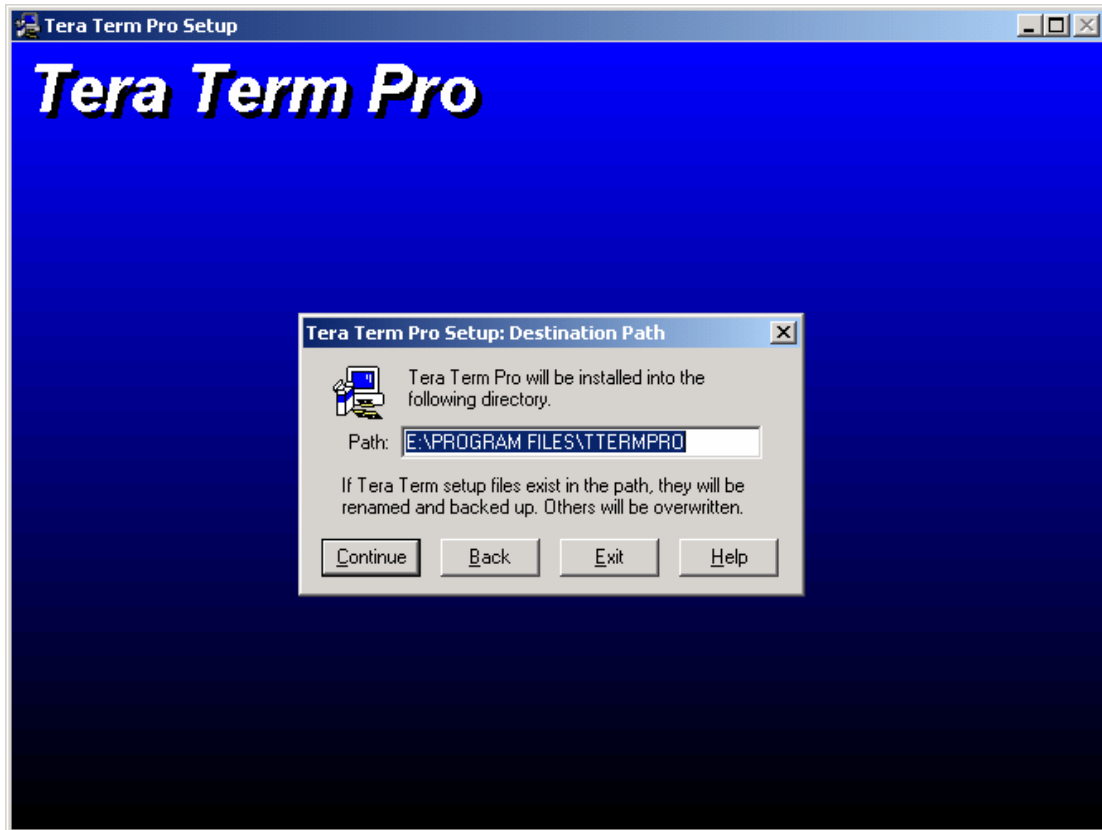 Tera Term Pro Setup
Tera Term Pro
Tera Term Pro Setup: Destination Path
Tera Term Pro will be installed into the
following directory.
Path: E:\PROGRAM FILES\TTERMPRO
If Tera Term setup files exist in the path, they will be
renamed and backed up. Others will be overwritten.
Continue Back Exit Help